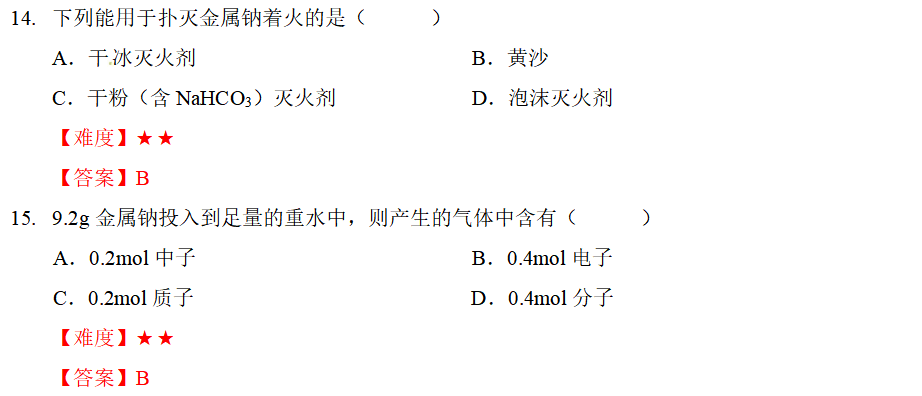 14. 下列能用于扑灭金属钠着火的是（　　　）
A．干冰灭火剂　　　B．黄沙
C．干粉（含 NaHCO₃）灭火剂　　　D．泡沫灭火剂
【难度】★★
【答案】B
15. 9.2g 金属钠投入到足量的重水中，则产生的气体中含有（　　　）
A．0.2mol 中子　　　B．0.4mol 电子
C．0.2mol 质子　　　D．0.4mol 分子
【难度】★★
【答案】B